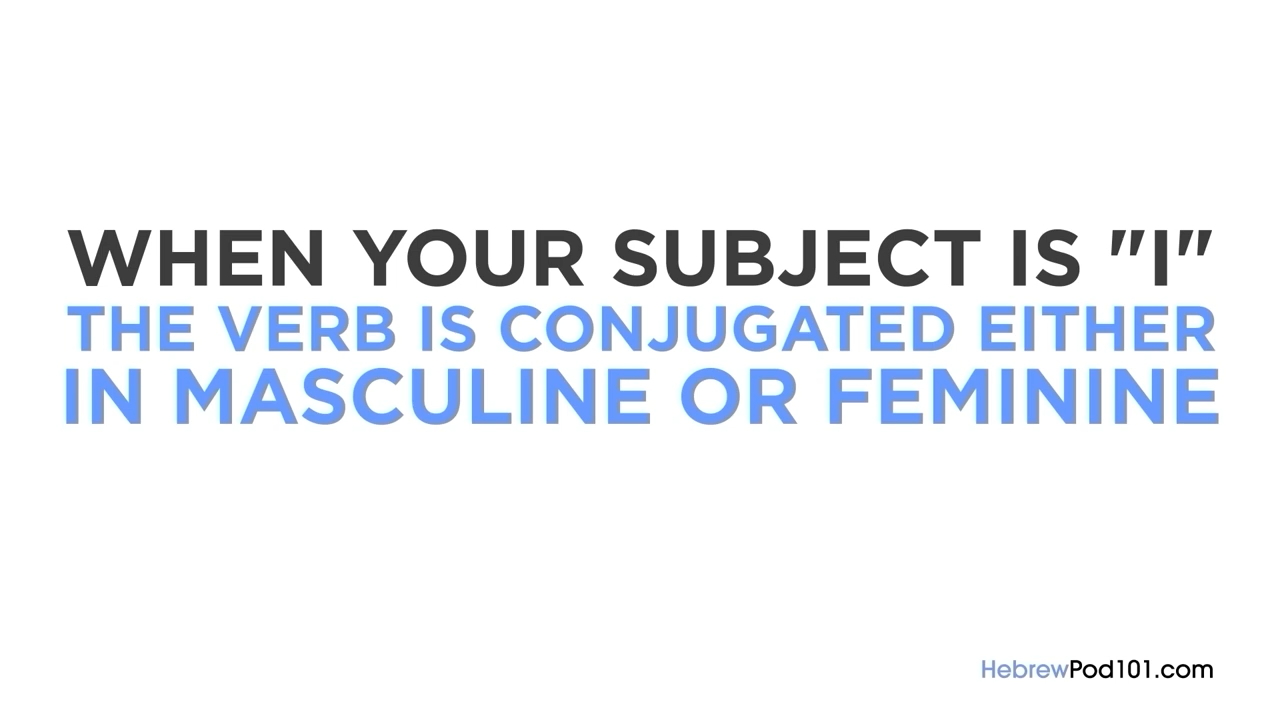 WHEN YOUR SUBJECT IS "I"
THE VERB IS CONJUGATED EITHER
IN MASCULINE OR FEMININE
HebrewPod101.com